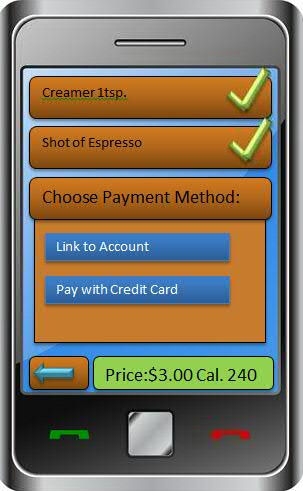 Creamer 1tsp.
Shot of Espresso
Choose Payment Method:
Link to Account
Pay with Credit Card
Price:$3.00 Cal. 240